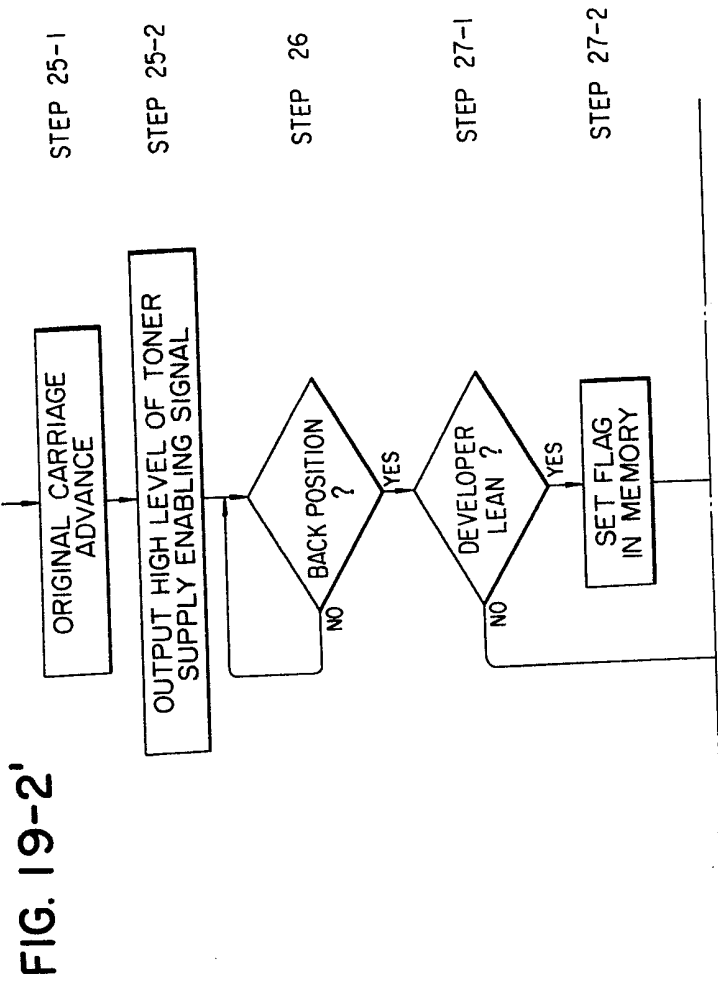 FIG. 19-2'
ORIGINAL CARRIAGE
ADVANCE
STEP 25-1
OUTPUT HIGH LEVEL OF TONER
SUPPLY ENABLING SIGNAL
STEP 25-2
BACK POSITION
?
NO
YES
STEP 26
DEVELOPER
LEAN ?
NO
YES
STEP 27-1
SET FLAG
IN MEMORY
STEP 27-2